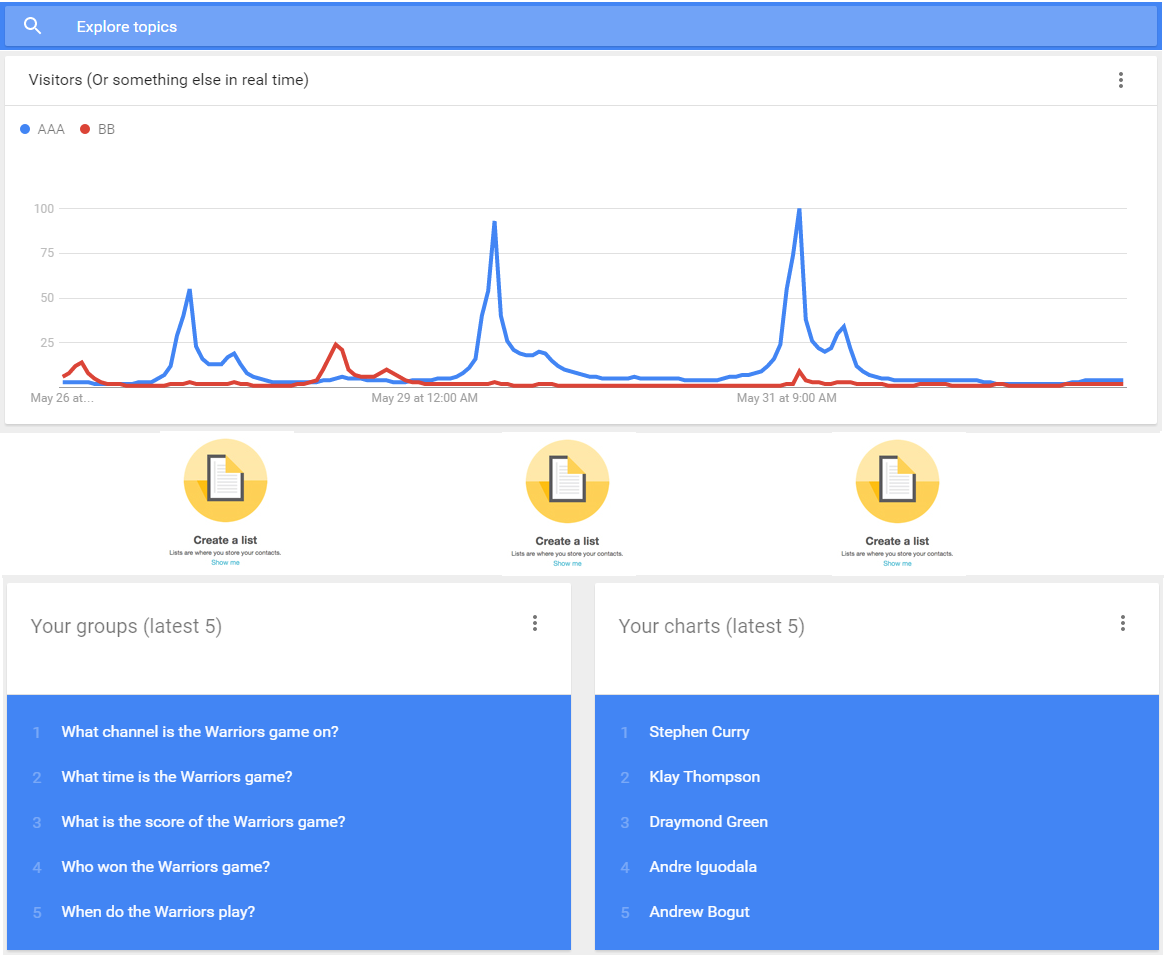 Explore topics
Visitors (Or something else in real time)
AAA BB
100
75
50
25
May 26 at... May 29 at 12:00 AM May 31 at 9:00 AM
Create a list Create a list Create a list
Lists are where you store your contacts. Lists are where you store your contacts. Lists are where you store your contacts.
Show me Show me Show me
Your groups (latest 5)
1 What channel is the Warriors game on?
2 What time is the Warriors game?
3 What is the score of the Warriors game?
4 Who won the Warriors game?
5 When do the Warriors play?
Your charts (latest 5)
1 Stephen Curry
2 Klay Thompson
3 Draymond Green
4 Andre Iguodala
5 Andrew Bogut